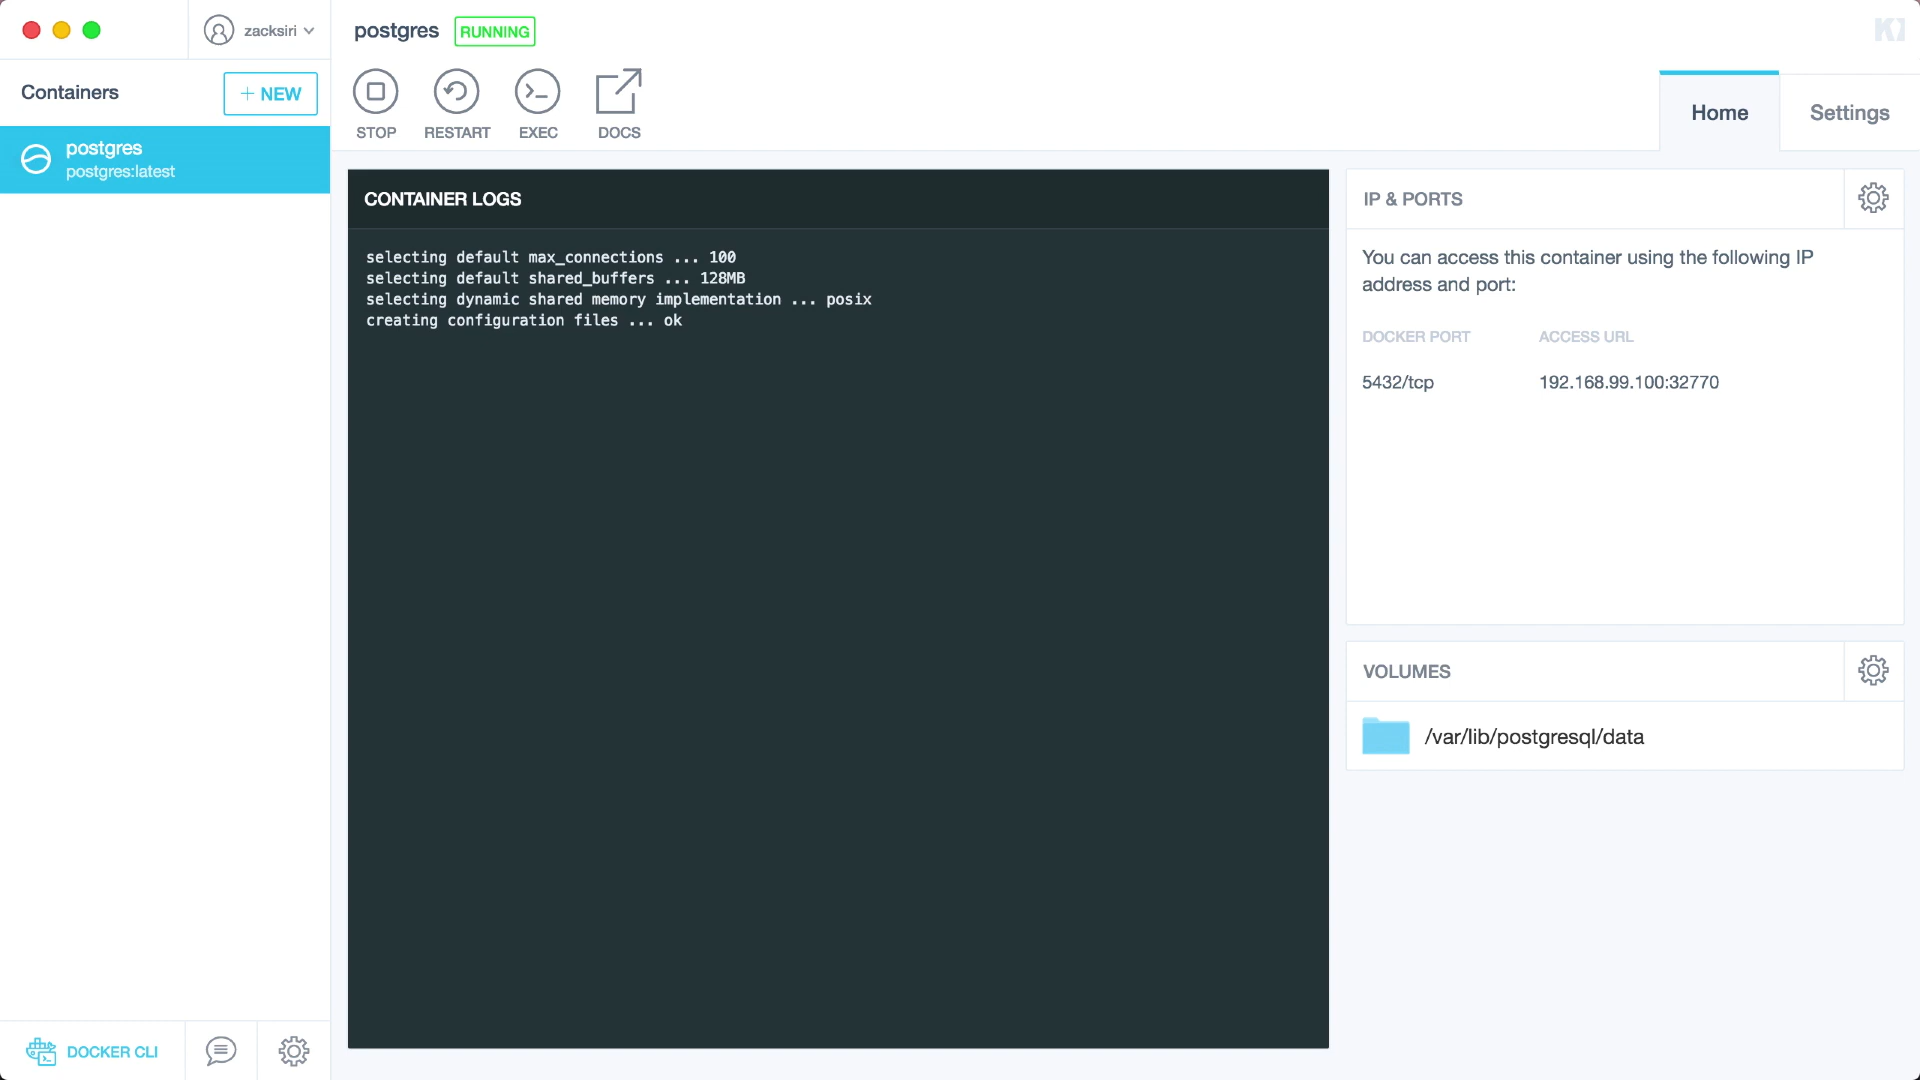 zacksiri
postgres
RUNNING
Containers
+ NEW
STOP
RESTART
EXEC
DOCS
Home
Settings
postgres
postgres:latest
CONTAINER LOGS
selecting default max_connections ... 100
selecting default shared_buffers ... 128MB
selecting dynamic shared memory implementation ... posix
creating configuration files ... ok
IP & PORTS
You can access this container using the following IP
address and port:
DOCKER PORT
ACCESS URL
5432/tcp
192.168.99.100:32770
VOLUMES
/var/lib/postgresql/data
DOCKER CLI